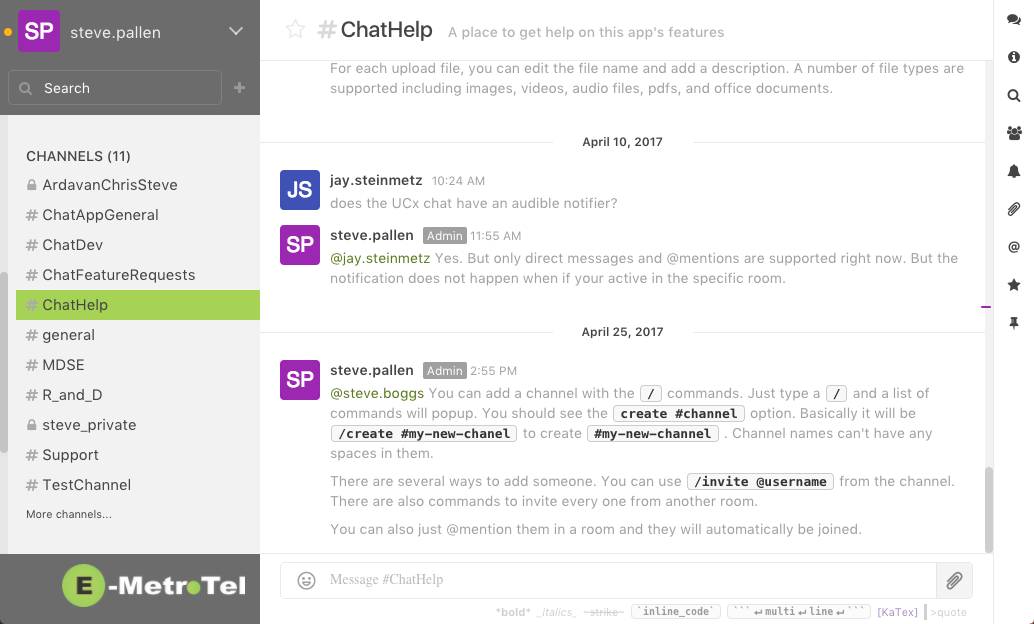 SP steve.pallen
Search +
CHANNELS (11)
ArdavanChrisSteve
# ChatAppGeneral
# ChatDev
# ChatFeatureRequests
# ChatHelp
# general
# MDSE
# R_and_D
steve_private
# Support
# TestChannel
More channels...
E-MetroTel
# ChatHelp A place to get help on this app's features
For each upload file, you can edit the file name and add a description. A number of file types are
supported including images, videos, audio files, pdfs, and office documents.
April 10, 2017
JS jay.steinmetz 10:24 AM
does the UCx chat have an audible notifier?
SP steve.pallen Admin 11:55 AM
@jay.steinmetz Yes. But only direct messages and @mentions are supported right now. But the
notification does not happen when if your active in the specific room.
April 25, 2017
SP steve.pallen Admin 2:55 PM
@steve.boggs You can add a channel with the / commands. Just type a / and a list of
commands will popup. You should see the create #channel option. Basically it will be
/create #my-new-chanel to create #my-new-channel . Channel names can't have any
spaces in them.
There are several ways to add someone. You can use /invite @username from the channel.
There are also commands to invite every one from another room.
You can also just @mention them in a room and they will automatically be joined.
Message #ChatHelp
*bold* _italics_ ~strike~ `inline_code` ```↵multi↵line↵``` [KaTex] >quote
@